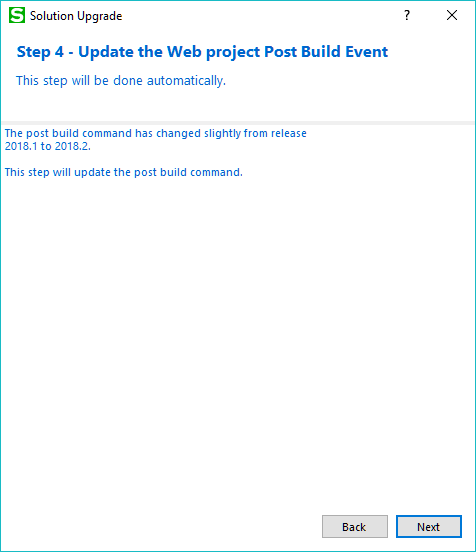 S Solution Upgrade ?
Step 4 - Update the Web project Post Build Event
This step will be done automatically.
The post build command has changed slightly from release
2018.1 to 2018.2.
This step will update the post build command.
Back Next